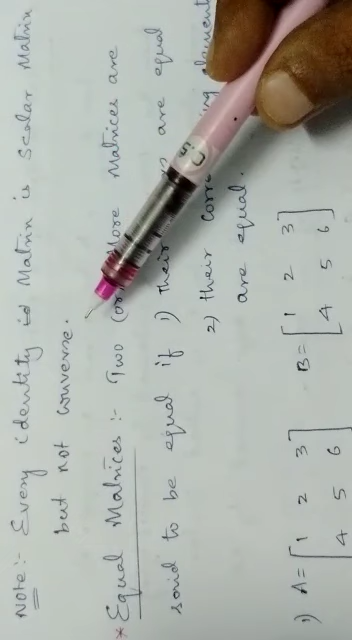 Note:- Every identity Matrix is Scalar Matrix
but not converse.
* Equal Matrices :- Two (or More Matrices are
said to be equal if 1) their are equal
2) their
are equal.
1) A = [1 2 3 B = [1 2 3
4 5 6] 4 5 6]